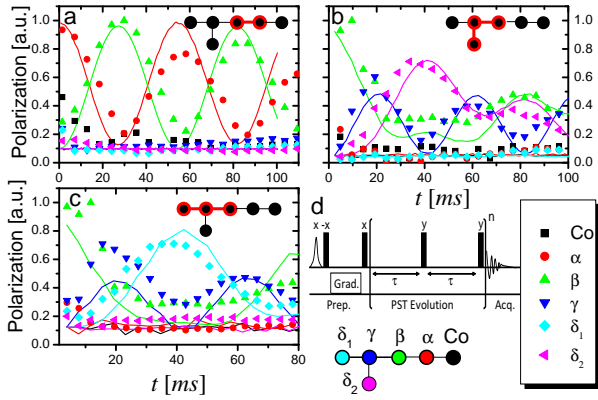 a
b
Polarization [a.u.]
1.0
0.8
0.6
0.4
0.2
0.0
0 20 40 60 80 100
t [ms]
1.0
0.8
0.6
0.4
0.2
0.0
0 20 40 60 80 100
t [ms]
c
Polarization [a.u.]
1.0
0.8
0.6
0.4
0.2
0.0
0 20 40 60 80
t [ms]
d
x -x x y y n
Grad. τ τ
Prep. PST Evolution Acq.
δ1 γ β α Co
δ2
Co
α
β
γ
δ1
δ2